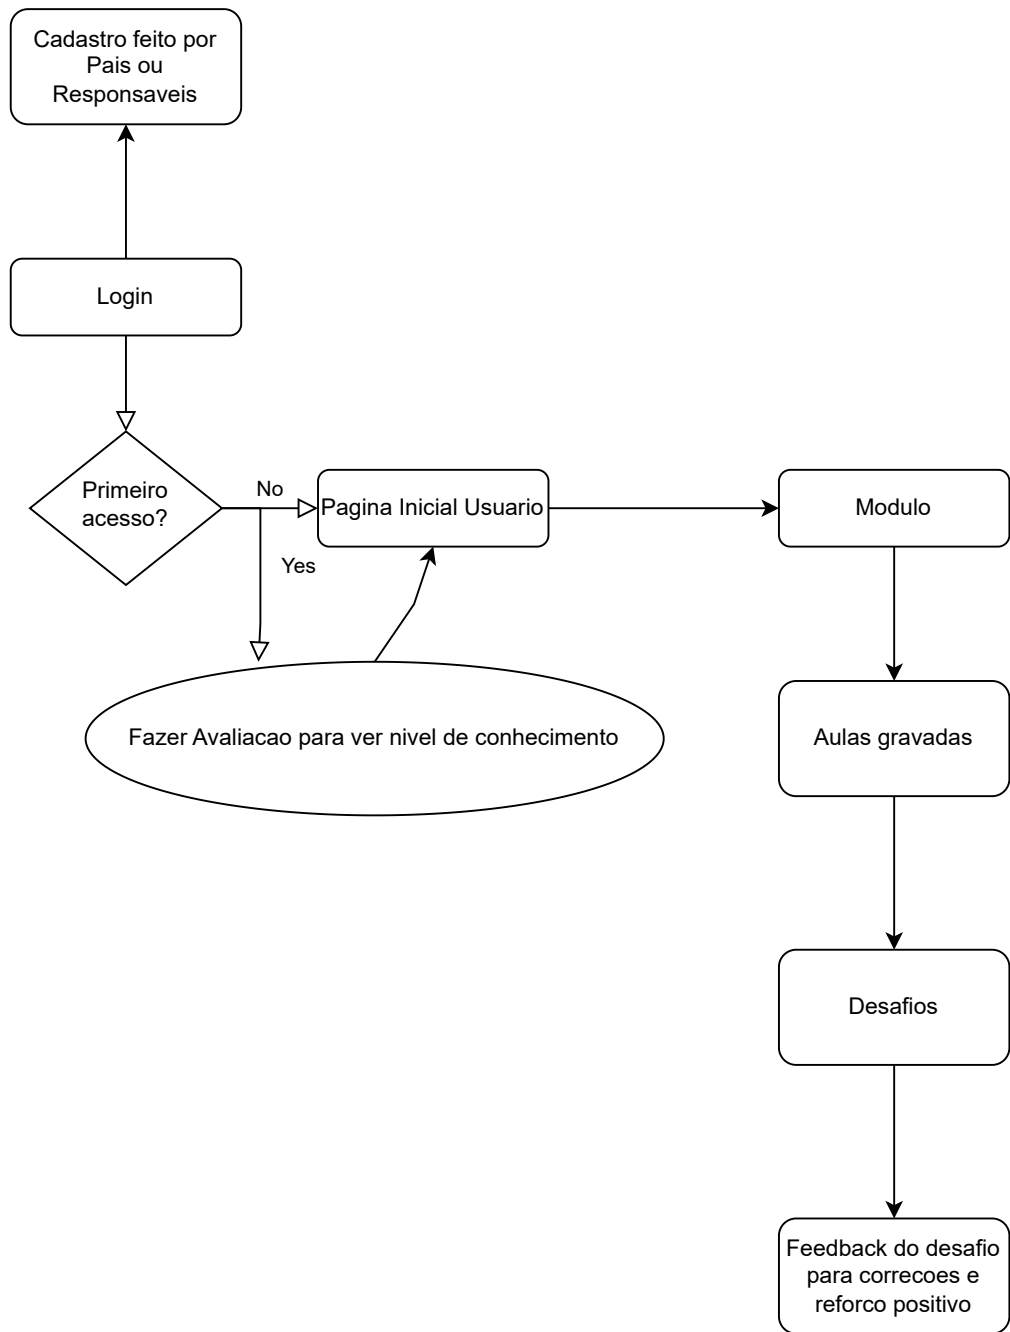 Cadastro feito por
Pais ou
Responsaveis
Login
Primeiro
acesso?
No
Yes
Pagina Inicial Usuario
Modulo
Fazer Avaliacao para ver nivel de conhecimento
Aulas gravadas
Desafios
Feedback do desafio
para correcoes e
reforco positivo